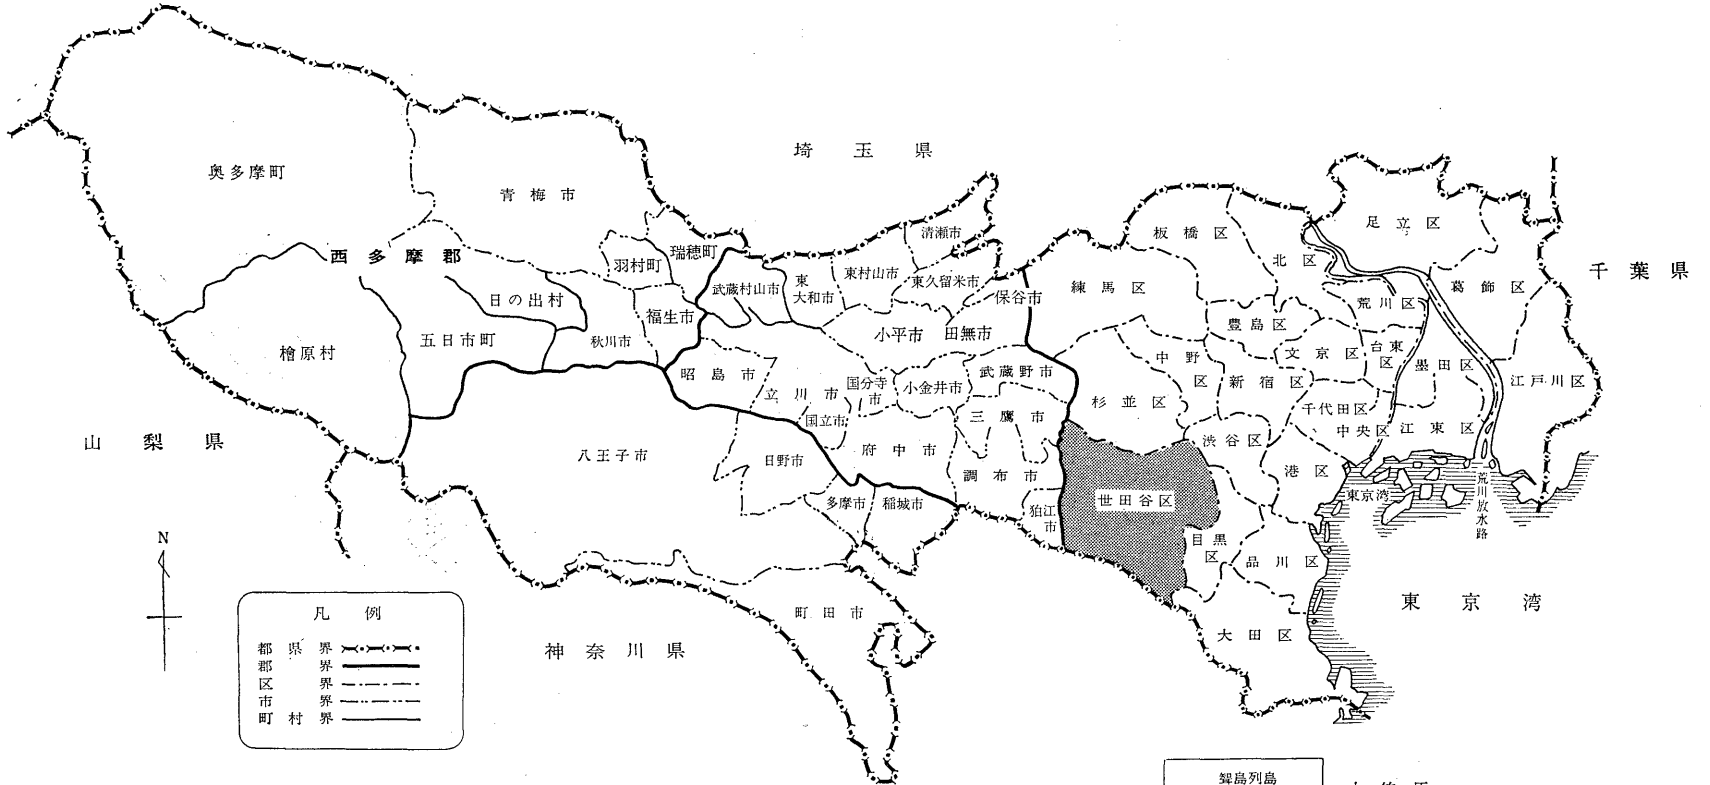 埼玉県
奥多摩町
青梅市
西多摩郡
瑞穂町
羽村町
日の出村
福生市
秋川市
五日市町
檜原村
武蔵村山市
東大和市
東村山市
清瀬市
東久留米市
保谷市
小平市
田無市
昭島市
立川市
国分寺市
小金井市
武蔵野市
国立市
三鷹市
府中市
調布市
狛江市
八王子市
日野市
多摩市
稲城市
町田市
板橋区
北区
足立区
葛飾区
千葉県
練馬区
荒川区
豊島区
中野区
新宿区
文京区
台東区
墨田区
江戸川区
杉並区
千代田区
中央区
江東区
渋谷区
港区
世田谷区
目黒区
品川区
大田区
東京湾
荒川放水路
東京湾
山梨県
神奈川県
N
凡例
都県界
郡界
区界
市界
町村界
聟島列島